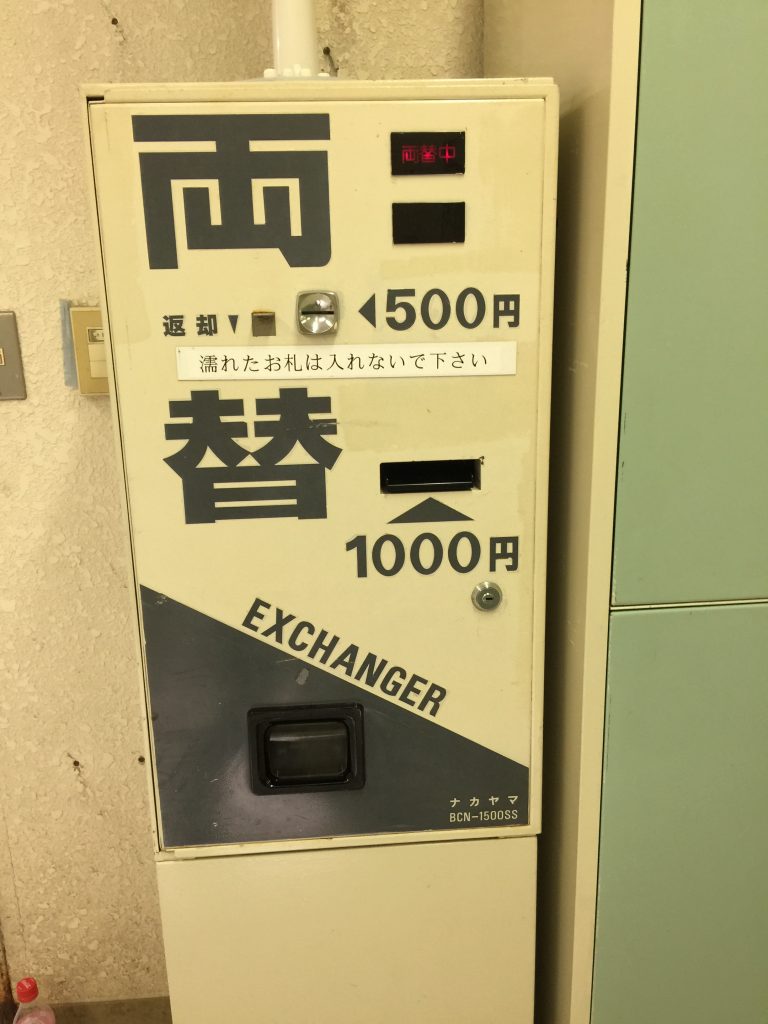 両替
両替中
返却▼
◀500円
濡れたお札は入れないで下さい
▲
1000円
EXCHANGER
ナカヤマ
BCN-1500SS